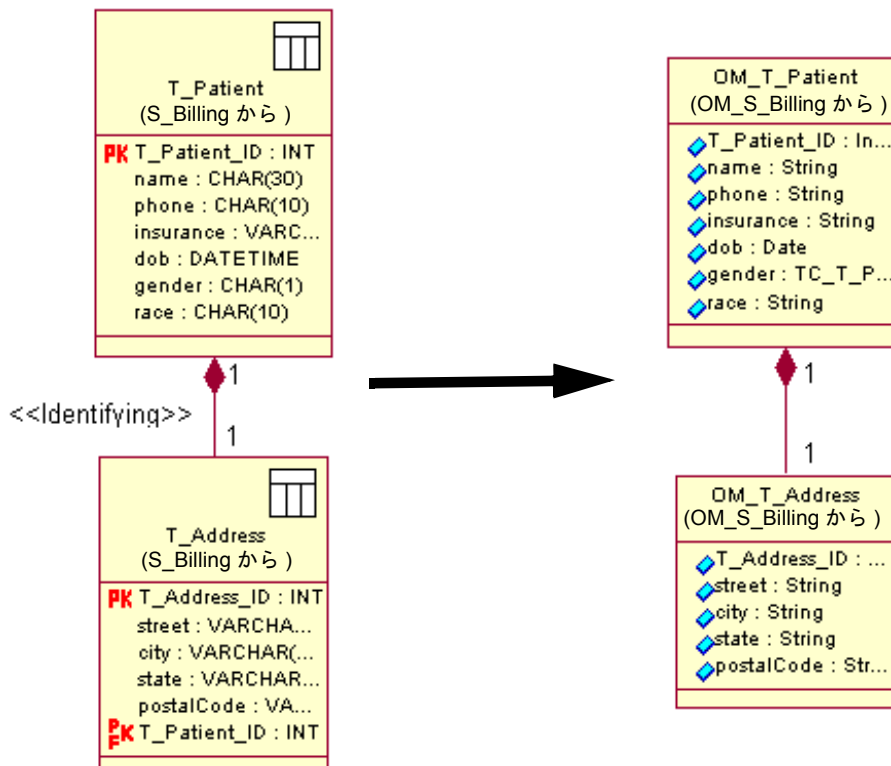 T_Patient
(S_Billing から )
PK T_Patient_ID : INT
name : CHAR(30)
phone : CHAR(10)
insurance : VARC...
dob : DATETIME
gender : CHAR(1)
race : CHAR(10)
1
<<Identifying>>
1
T_Address
(S_Billing から )
PK T_Address_ID : INT
street : VARCHA...
city : VARCHAR(...
state : VARCHAR...
postalCode : VA...
PFK T_Patient_ID : INT
OM_T_Patient
(OM_S_Billing から )
T_Patient_ID : In...
name : String
phone : String
insurance : String
dob : Date
gender : TC_T_P...
race : String
1
1
OM_T_Address
(OM_S_Billing から )
T_Address_ID : ...
street : String
city : String
state : String
postalCode : Str...